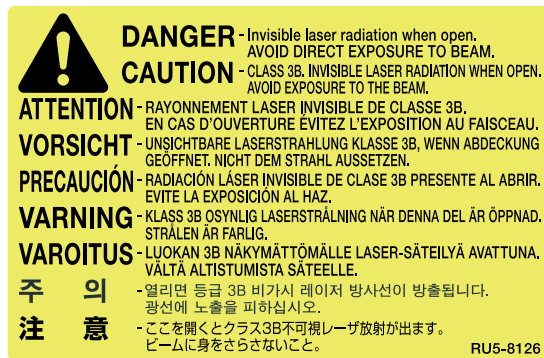 DANGER - Invisible laser radiation when open.
AVOID DIRECT EXPOSURE TO BEAM.
CAUTION - CLASS 3B. INVISIBLE LASER RADIATION WHEN OPEN.
AVOID EXPOSURE TO THE BEAM.
ATTENTION - RAYONNEMENT LASER INVISIBLE DE CLASSE 3B.
EN CAS D'OUVERTURE ÉVITEZ L'EXPOSITION AU FAISCEAU.
VORSICHT - UNSICHTBARE LASERSTRAHLUNG KLASSE 3B, WENN ABDECKUNG
GEÖFFNET. NICHT DEM STRAHL AUSSETZEN.
PRECAUCIÓN - RADIACIÓN LÁSER INVISIBLE DE CLASE 3B PRESENTE AL ABRIR.
EVITE LA EXPOSICIÓN AL HAZ.
VARNING - KLASS 3B OSYNLIG LASERSTRÅLNING NÄR DENNA DEL ÄR ÖPPNAD.
STRÅLEN ÄR FARLIG.
VAROITUS - LUOKAN 3B NÄKYMÄTTÖMÄLLE LASER-SÄTEILYÄ AVATTUNA.
VÄLTÄ ALTISTUMISTA SÄTEELLE.
주 의 - 열리면 등급 3B 비가시 레이저 방사선이 방출됩니다.
광선에 노출을 피하십시오.
注 意 - ここを開くとクラス3B不可視レーザ放射が出ます。
ビームに身をさらさないこと。
RU5-8126